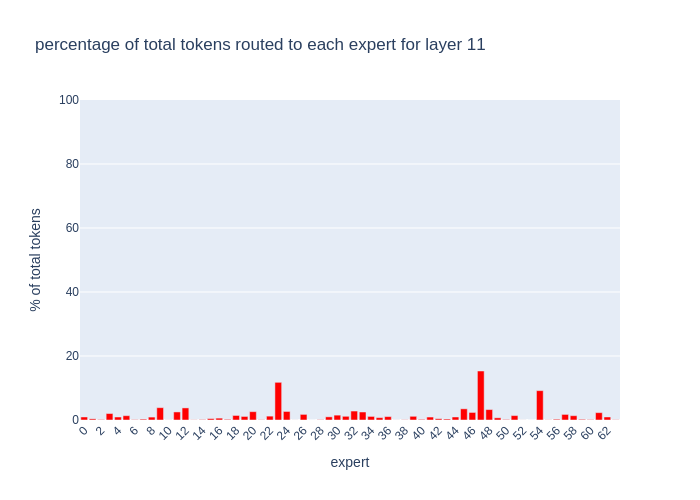 percentage of total tokens routed to each expert for layer 11
100
80
60
40
20
0
% of total tokens
0 2 4 6 8 10 12 14 16 18 20 22 24 26 28 30 32 34 36 38 40 42 44 46 48 50 52 54 56 58 60 62
expert